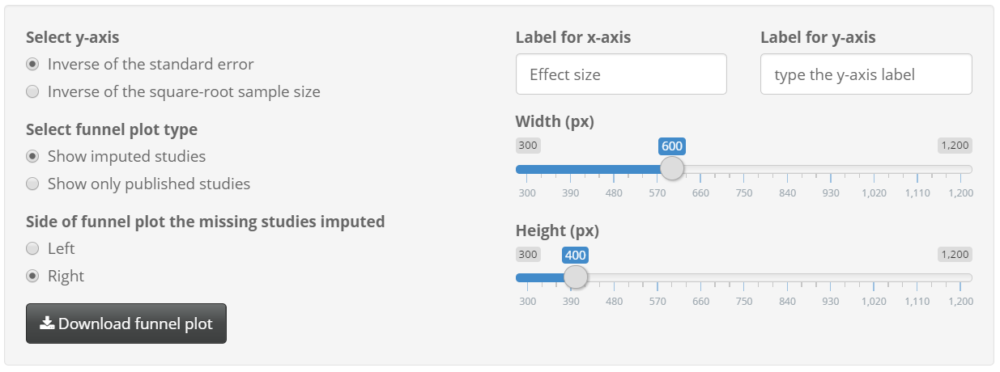 Select y-axis
Inverse of the standard error
Inverse of the square-root sample size
Select funnel plot type
Show imputed studies
Show only published studies
Side of funnel plot the missing studies imputed
Left
Right
Download funnel plot
Label for x-axis
Effect size
Label for y-axis
type the y-axis label
Width (px)
300 600 1,200
300 390 480 570 660 750 840 930 1,020 1,110 1,200
Height (px)
300 400 1,200
300 390 480 570 660 750 840 930 1,020 1,110 1,200